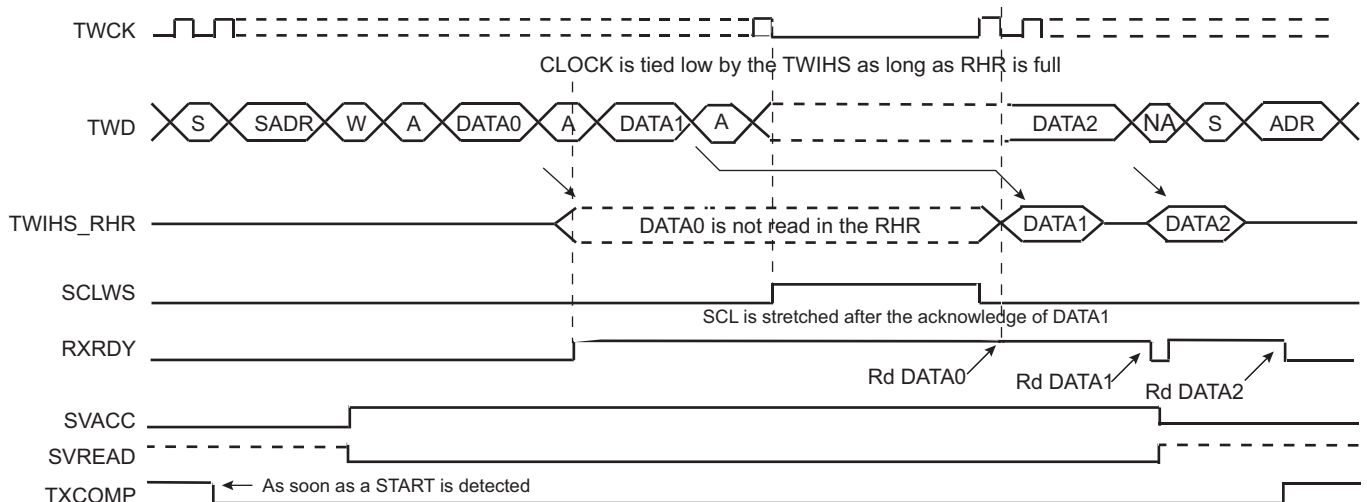 TWCK
CLOCK is tied low by the TWIHS as long as RHR is full
TWD S SADR W A DATA0 A DATA1 A DATA2 NA S ADR
TWIHS_RHR DATA0 is not read in the RHR DATA1 DATA2
SCLWS
SCL is stretched after the acknowledge of DATA1
RXRDY
Rd DATA0 Rd DATA1 Rd DATA2
SVACC
SVREAD
TXCOMP As soon as a START is detected